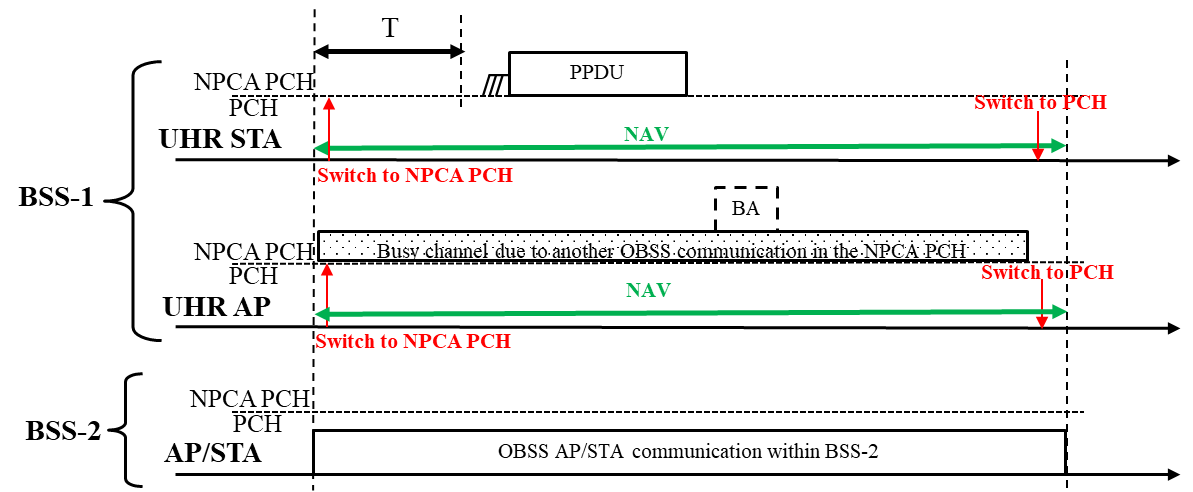 T
NPCA PCH
PPDU
PCH
Switch to PCH
UHR STA
NAV
Switch to NPCA PCH
BSS-1
BA
NPCA PCH
Busy channel due to another OBSS communication in the NPCA PCH
PCH
Switch to PCH
UHR AP
NAV
Switch to NPCA PCH
NPCA PCH
PCH
BSS-2
AP/STA
OBSS AP/STA communication within BSS-2